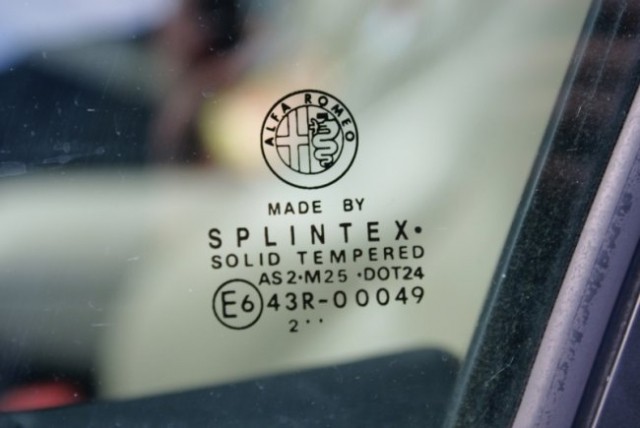 ALFA ROMEO
MADE BY
SPLINTEX·
SOLID TEMPERED
AS2·M25 ·DOT24
E6 43R-00049
2··